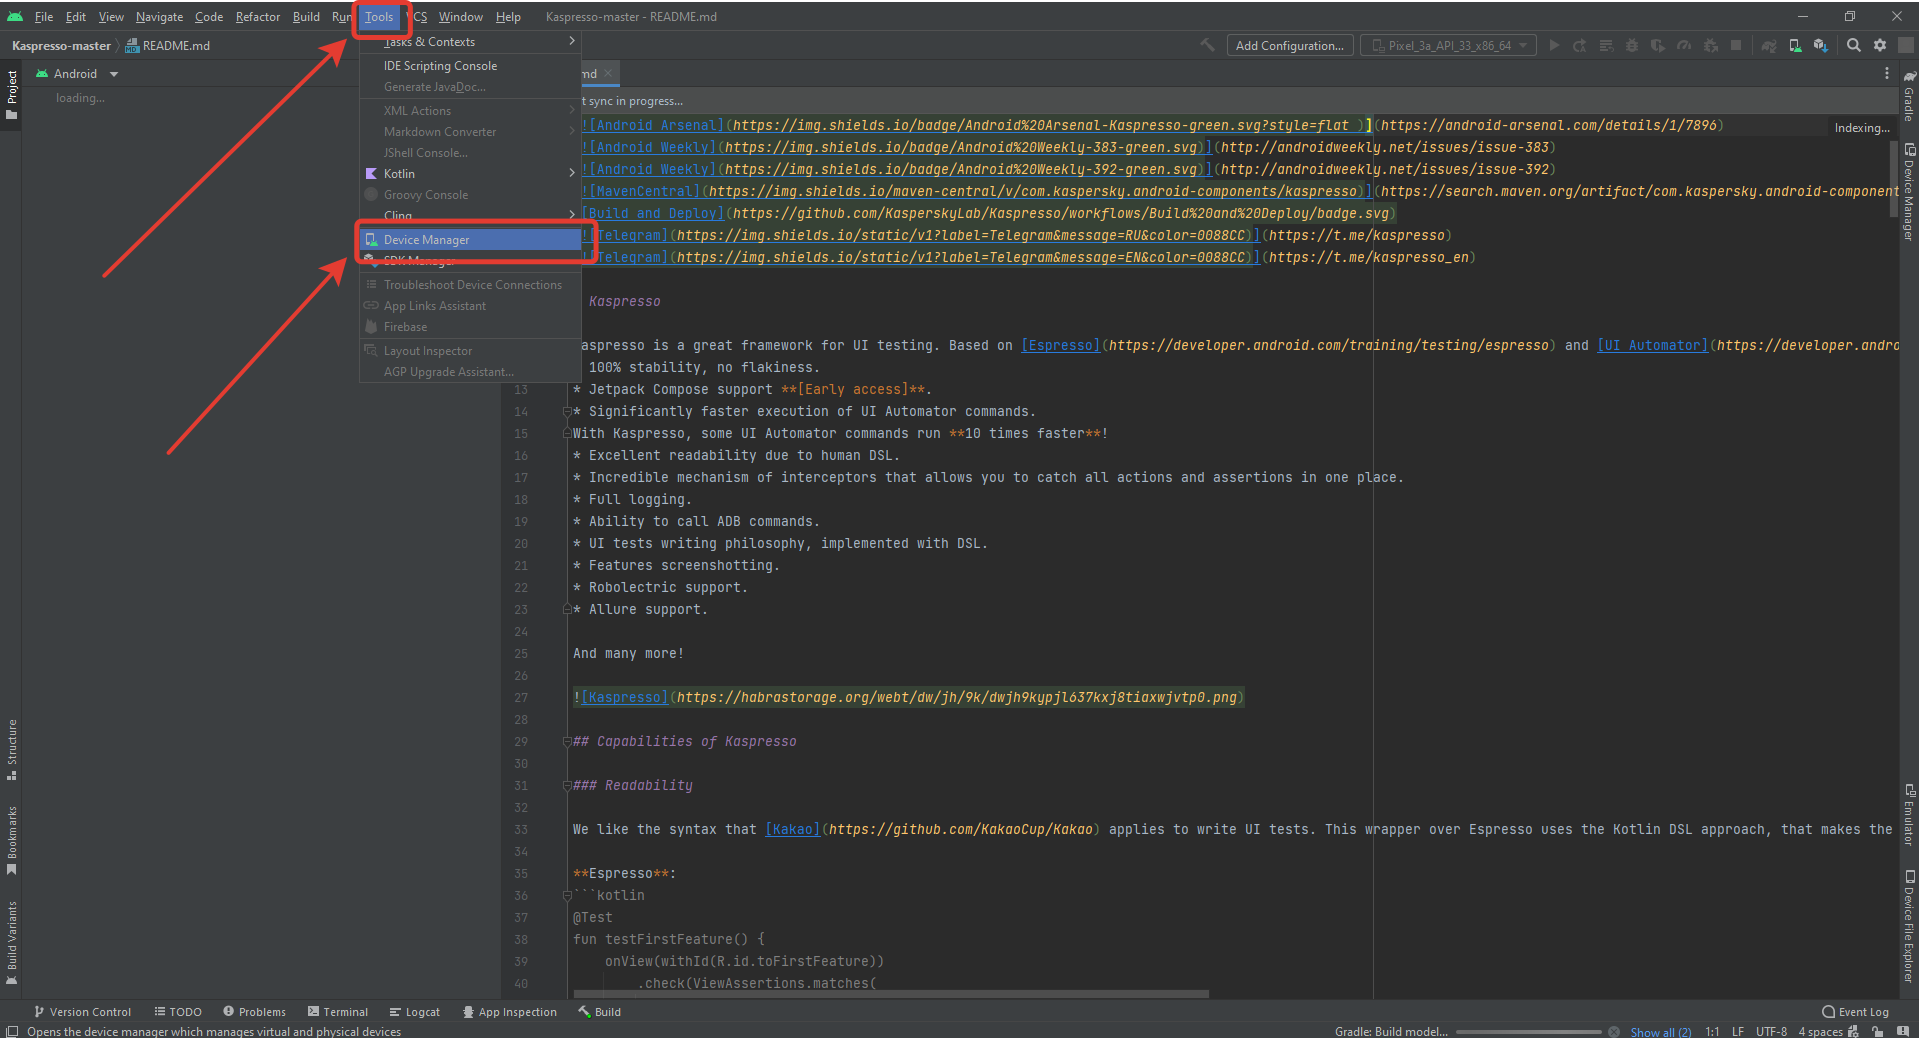 File Edit View Navigate Code Refactor Build Run Tools VCS Window Help Kaspresso-master - README.md
Kaspresso-master README.md
Add Configuration... Pixel_3a_API_33_x86_64
Project
Android
loading...
Tasks & Contexts
IDE Scripting Console
Generate JavaDoc...
XML Actions
Markdown Converter
JShell Console...
Kotlin
Groovy Console
Cling
Device Manager
SDK Manager
Troubleshoot Device Connections
App Links Assistant
Firebase
Layout Inspector
AGP Upgrade Assistant...
md
t sync in progress...
Indexing...
![Android Arsenal](https://img.shields.io/badge/Android%20Arsenal-Kaspresso-green.svg?style=flat )](https://android-arsenal.com/details/1/7896)
![Android Weekly](https://img.shields.io/badge/Android%20Weekly-383-green.svg)](http://androidweekly.net/issues/issue-383)
![Android Weekly](https://img.shields.io/badge/Android%20Weekly-392-green.svg)](http://androidweekly.net/issues/issue-392)
![MavenCentral](https://img.shields.io/maven-central/v/com.kaspersky.android-components/kaspresso)](https://search.maven.org/artifact/com.kaspersky.android-component
[Build and Deploy](https://github.com/KasperskyLab/Kaspresso/workflows/Build%20and%20Deploy/badge.svg)
![Telegram](https://img.shields.io/static/v1?label=Telegram&message=RU&color=0088CC)](https://t.me/kaspresso)
![Telegram](https://img.shields.io/static/v1?label=Telegram&message=EN&color=0088CC)](https://t.me/kaspresso_en)
Kaspresso
aspresso is a great framework for UI testing. Based on [Espresso](https://developer.android.com/training/testing/espresso) and [UI Automator](https://developer.andro
100% stability, no flakiness.
13 * Jetpack Compose support **[Early access]**.
14 * Significantly faster execution of UI Automator commands.
15 With Kaspresso, some UI Automator commands run **10 times faster**!
16 * Excellent readability due to human DSL.
17 * Incredible mechanism of interceptors that allows you to catch all actions and assertions in one place.
18 * Full logging.
19 * Ability to call ADB commands.
20 * UI tests writing philosophy, implemented with DSL.
21 * Features screenshotting.
22 * Robolectric support.
23 * Allure support.
24
25 And many more!
26
27 ![Kaspresso](https://habrastorage.org/webt/dw/jh/9k/dwjh9kypjl637kxj8tiaxwjvtp0.png)
28
29 ## Capabilities of Kaspresso
30
31 ### Readability
32
33 We like the syntax that [Kakao](https://github.com/KakaoCup/Kakao) applies to write UI tests. This wrapper over Espresso uses the Kotlin DSL approach, that makes the
34
35 **Espresso**:
36 ```kotlin
37 @Test
38 fun testFirstFeature() {
39 onView(withId(R.id.toFirstFeature))
40 .check(ViewAssertions.matches(
Structure
Bookmarks
Build Variants
Gradle
Device Manager
Emulator
Device File Explorer
Version Control TODO Problems Terminal Logcat App Inspection Build Event Log
Opens the device manager which manages virtual and physical devices Gradle: Build model... Show all (2) 1:1 LF UTF-8 4 spaces